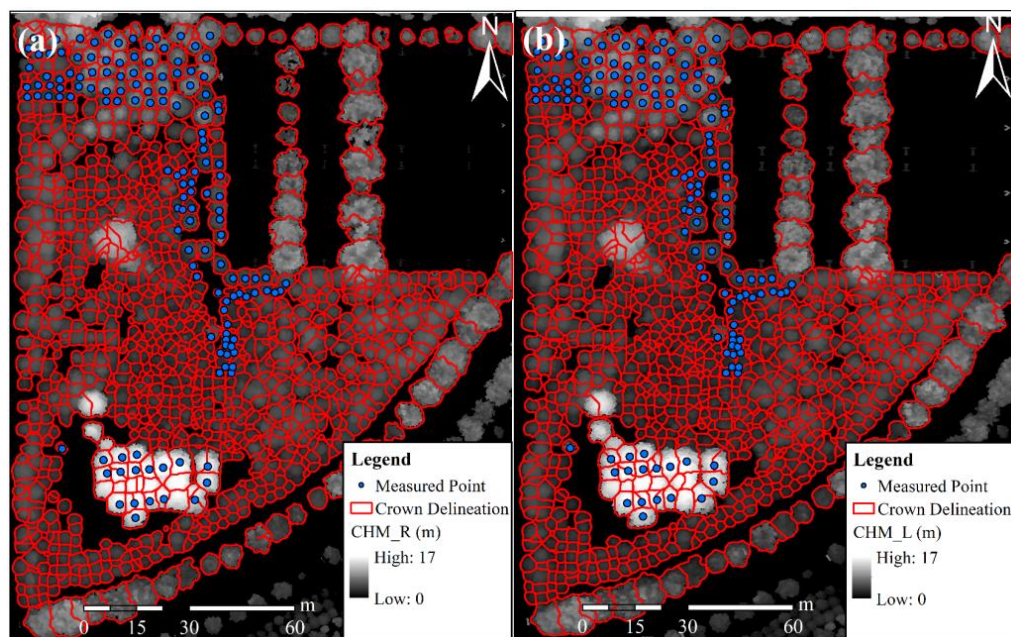 (a)
N
Legend
Measured Point
Crown Delineation
CHM_R (m)
High: 17
Low: 0
m
0 15 30 60
(b)
N
Legend
Measured Point
Crown Delineation
CHM_L (m)
High: 17
Low: 0
m
0 15 30 60